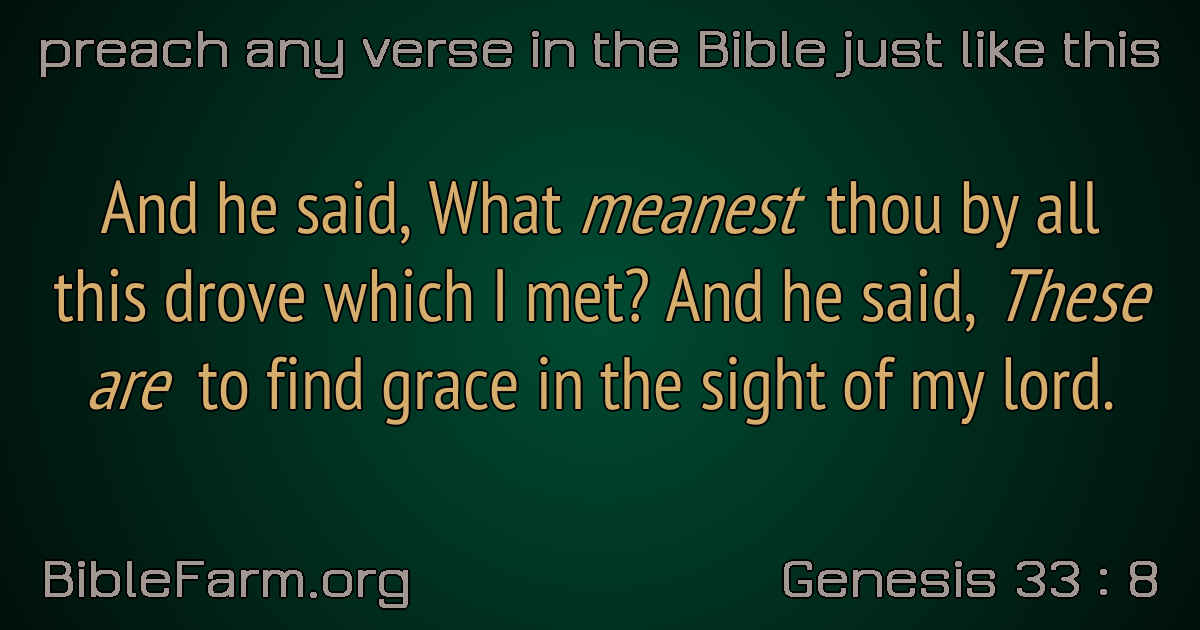 preach any verse in the Bible just like this
And he said, What meanest thou by all
this drove which I met? And he said, These
are to find grace in the sight of my lord.
BibleFarm.org
Genesis 33 : 8